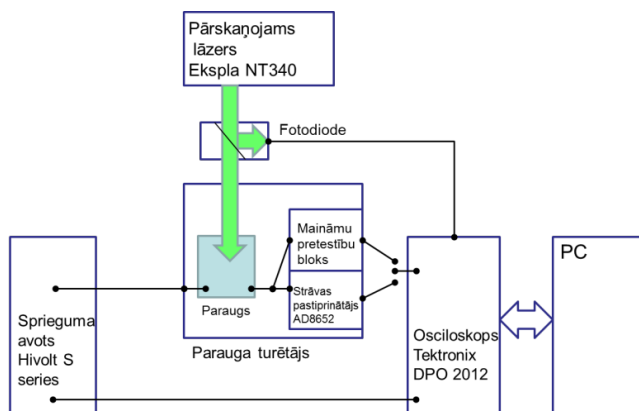 Pārskaņojams
lāzers
Ekspla NT340
Fotodiode
Maināmu
pretestību
bloks
Strāvas
pastiprinātājs
AD8652
Paraugs
Parauga turētājs
Sprieguma
avots
Hivolt S
series
Osciloskops
Tektronix
DPO 2012
PC